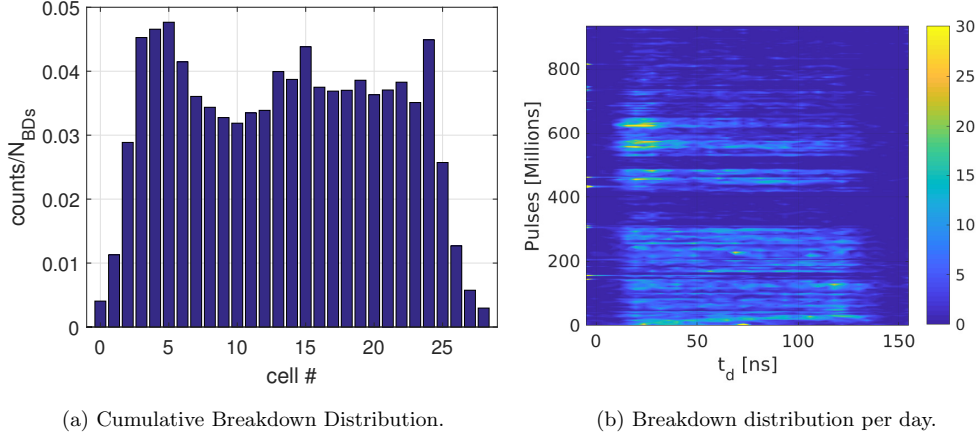 0.05
0.04
0.03
0.02
0.01
0
0 5 10 15 20 25
counts/N_BDs
cell #
(a) Cumulative Breakdown Distribution.
800
600
400
200
0
0 50 100 150
Pulses [Millions]
t_d [ns]
30
25
20
15
10
5
0
(b) Breakdown distribution per day.